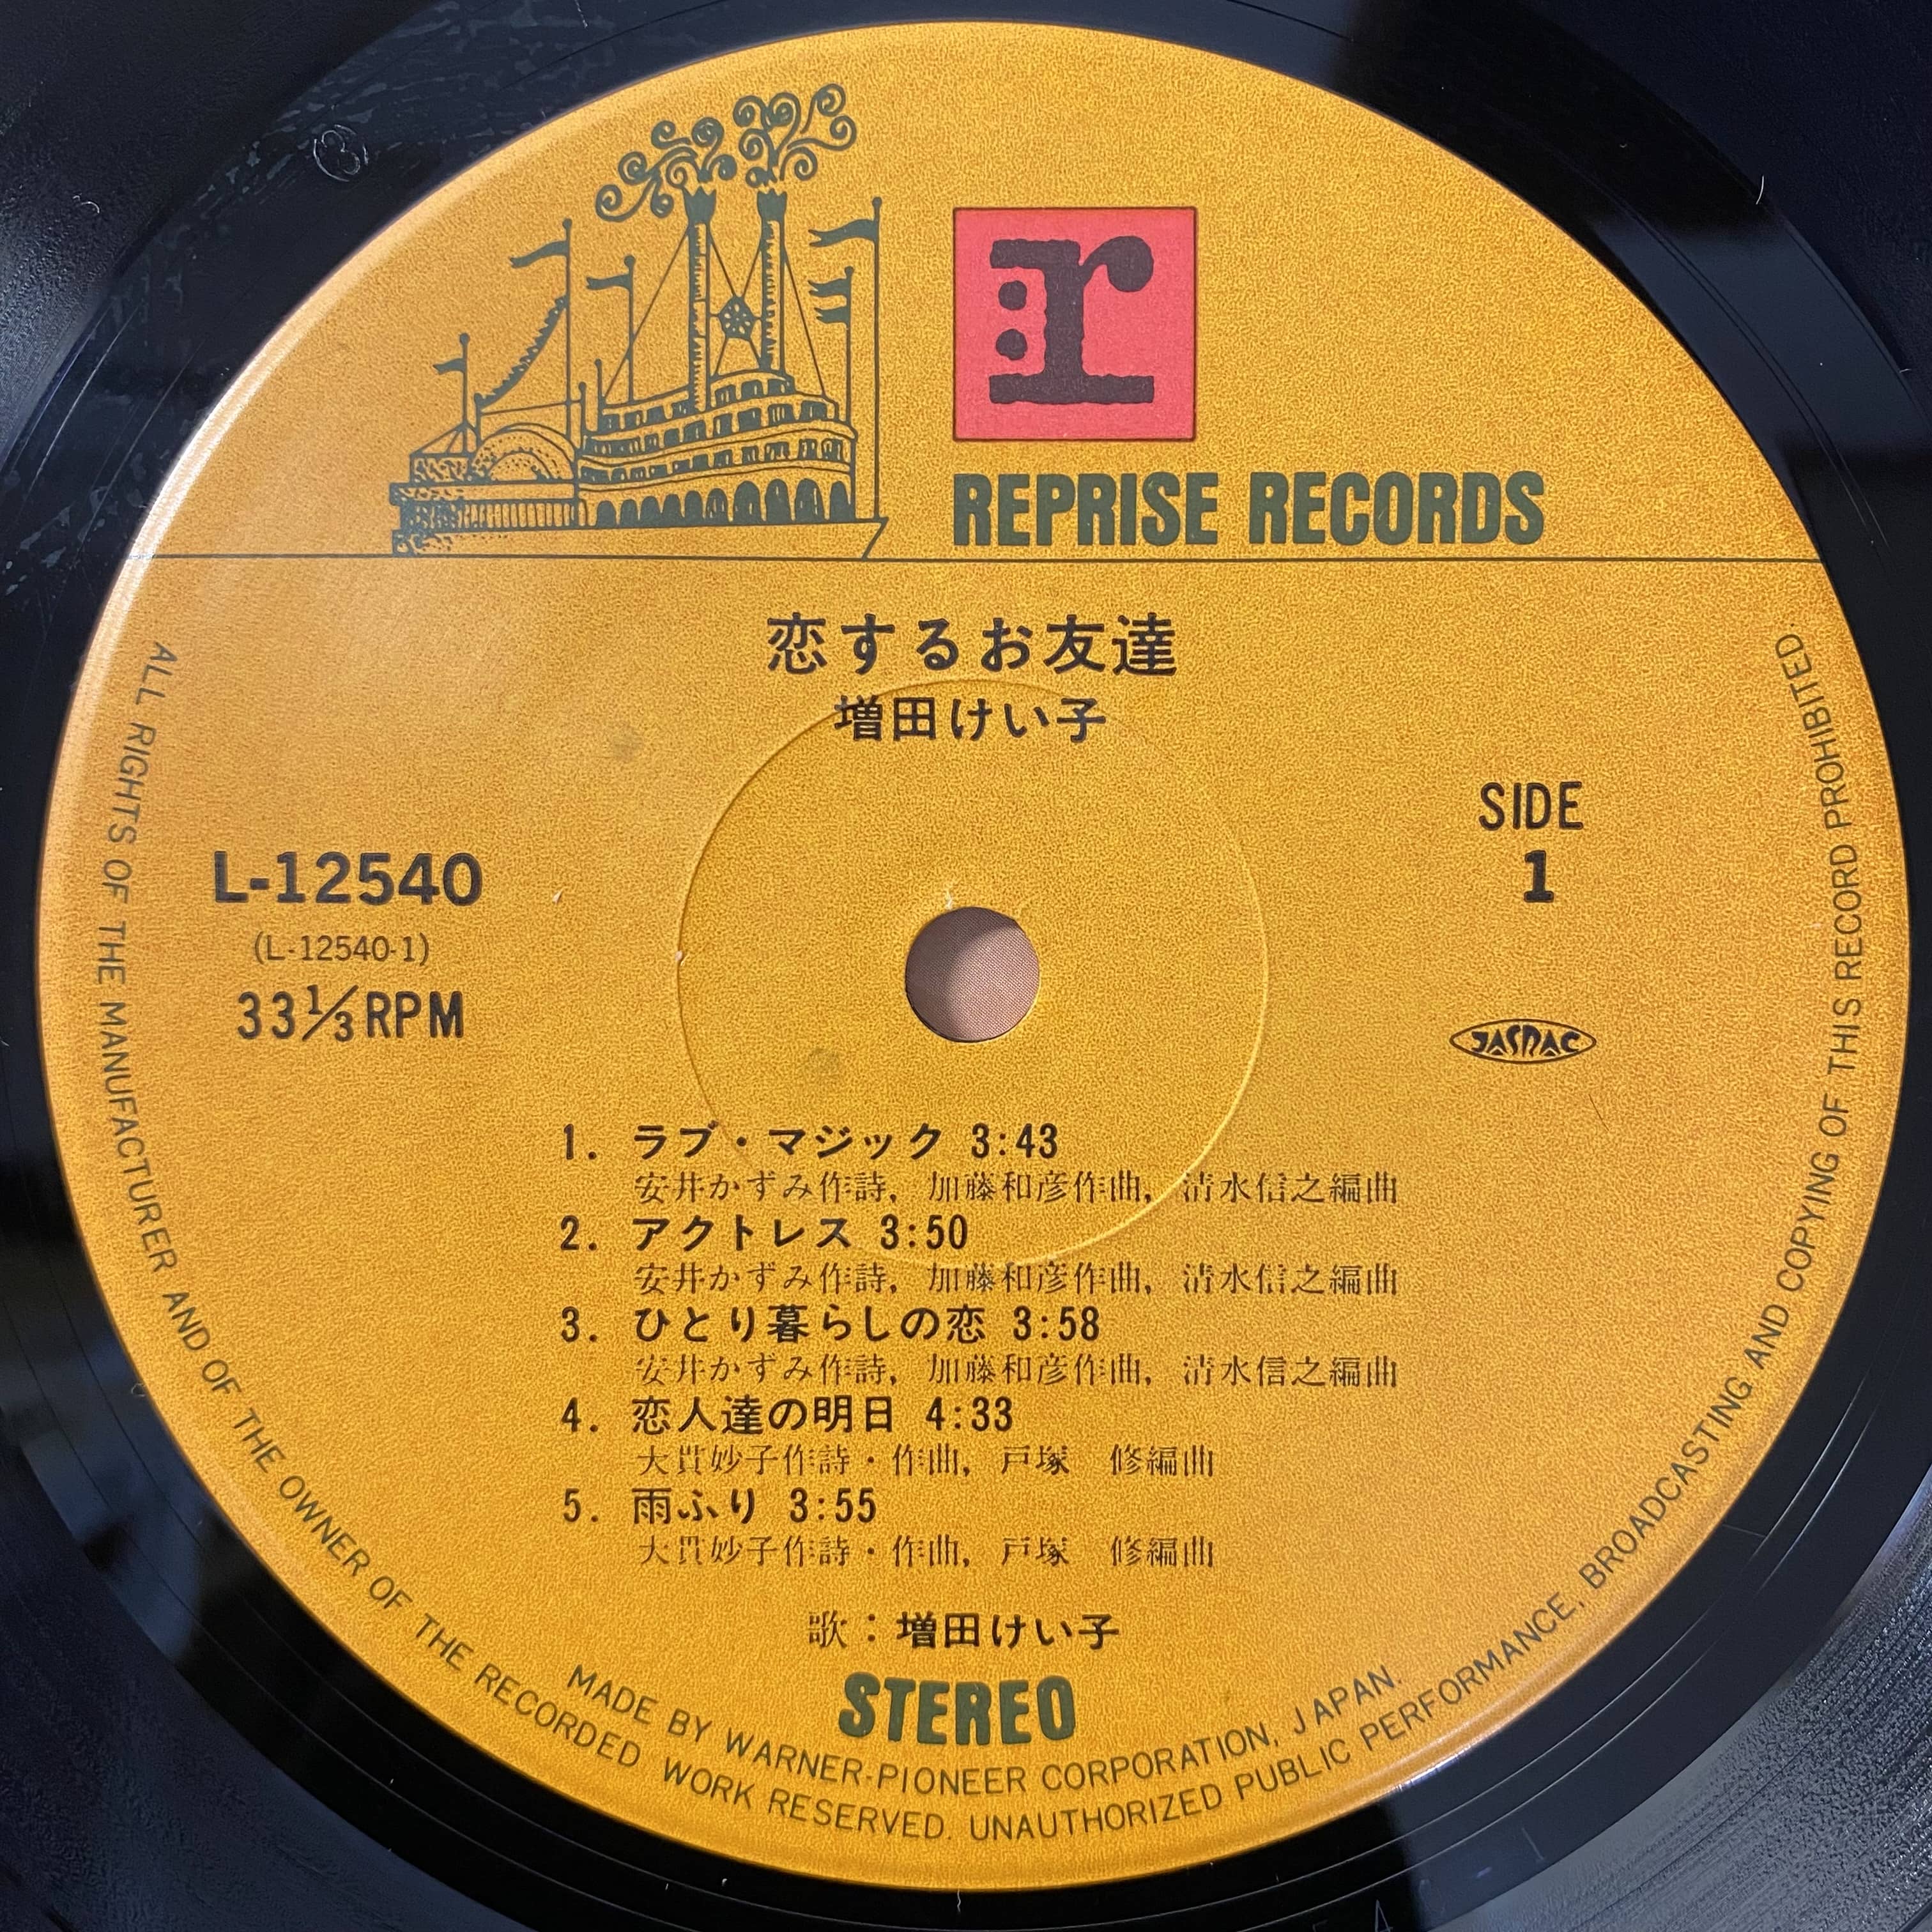 r:
REPRISE RECORDS
恋するお友達
増田けい子
SIDE
1
L-12540
(L-12540-1)
33⅓RPM
JASRAC
1. ラブ・マジック 3:43
安井かずみ作詩, 加藤和彦作曲, 清水信之編曲
2. アクトレス 3:50
安井かずみ作詩, 加藤和彦作曲, 清水信之編曲
3. ひとり暮らしの恋 3:58
安井かずみ作詩, 加藤和彦作曲, 清水信之編曲
4. 恋人達の明日 4:33
大貫妙子作詩・作曲, 戸塚 修編曲
5. 雨ふり 3:55
大貫妙子作詩・作曲, 戸塚 修編曲
歌：増田けい子
STEREO
MADE BY WARNER-PIONEER CORPORATION, JAPAN.
ALL RIGHTS OF THE MANUFACTURER AND OF THE OWNER OF THE RECORDED WORK RESERVED. UNAUTHORIZED PUBLIC PERFORMANCE, BROADCASTING AND COPYING OF THIS RECORD PROHIBITED.